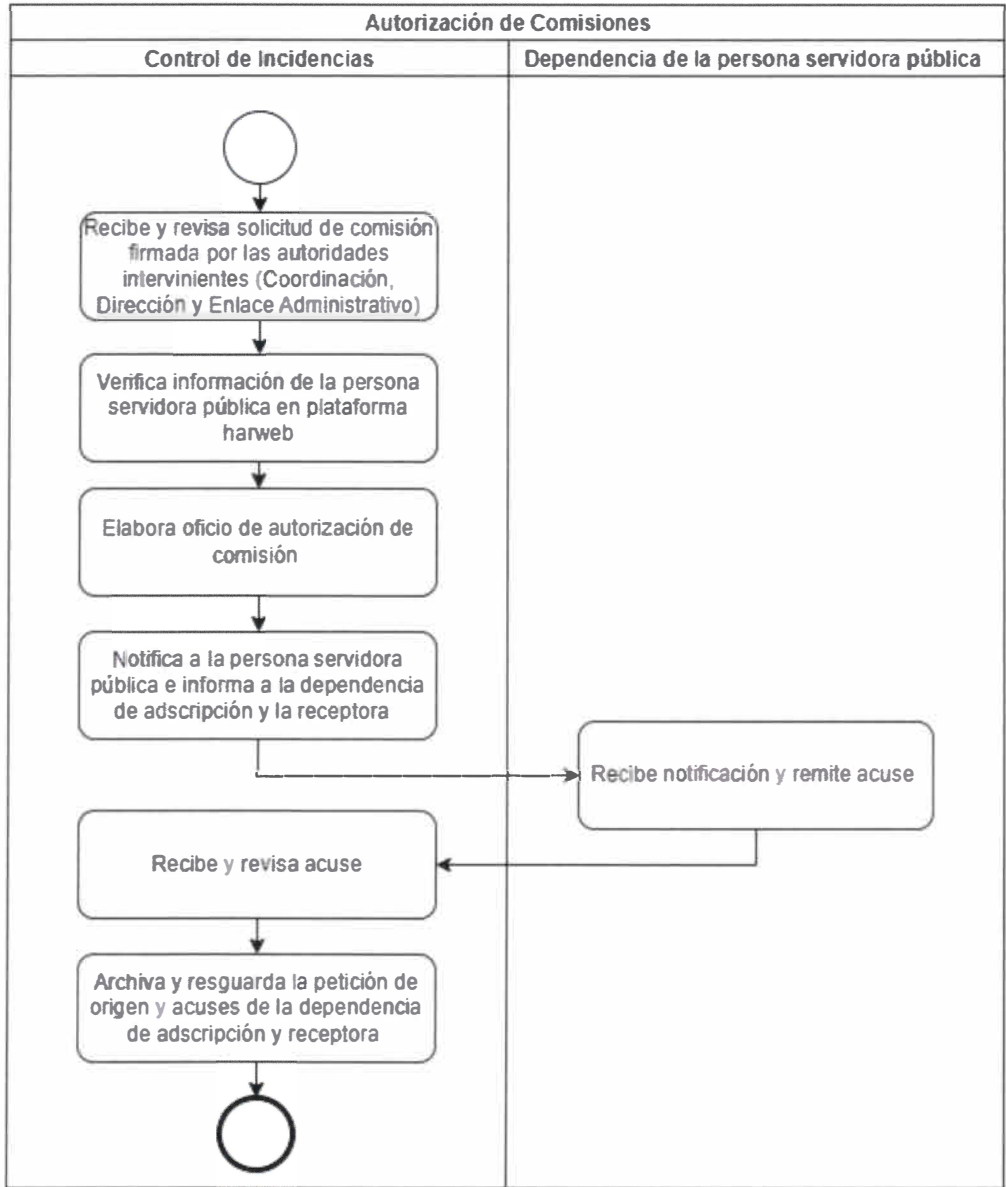 Autorización de Comisiones
Control de Incidencias
Dependencia de la persona servidora pública
Recibe y revisa solicitud de comisión
firmada por las autoridades
intervinientes (Coordinación,
Dirección y Enlace Administrativo)
Verifica información de la persona
servidora pública en plataforma
harweb
Elabora oficio de autorización de
comisión
Notifica a la persona servidora
pública e informa a la dependencia
de adscripción y la receptora
Recibe notificación y remite acuse
Recibe y revisa acuse
Archiva y resguarda la petición de
origen y acuses de la dependencia
de adscripción y receptora